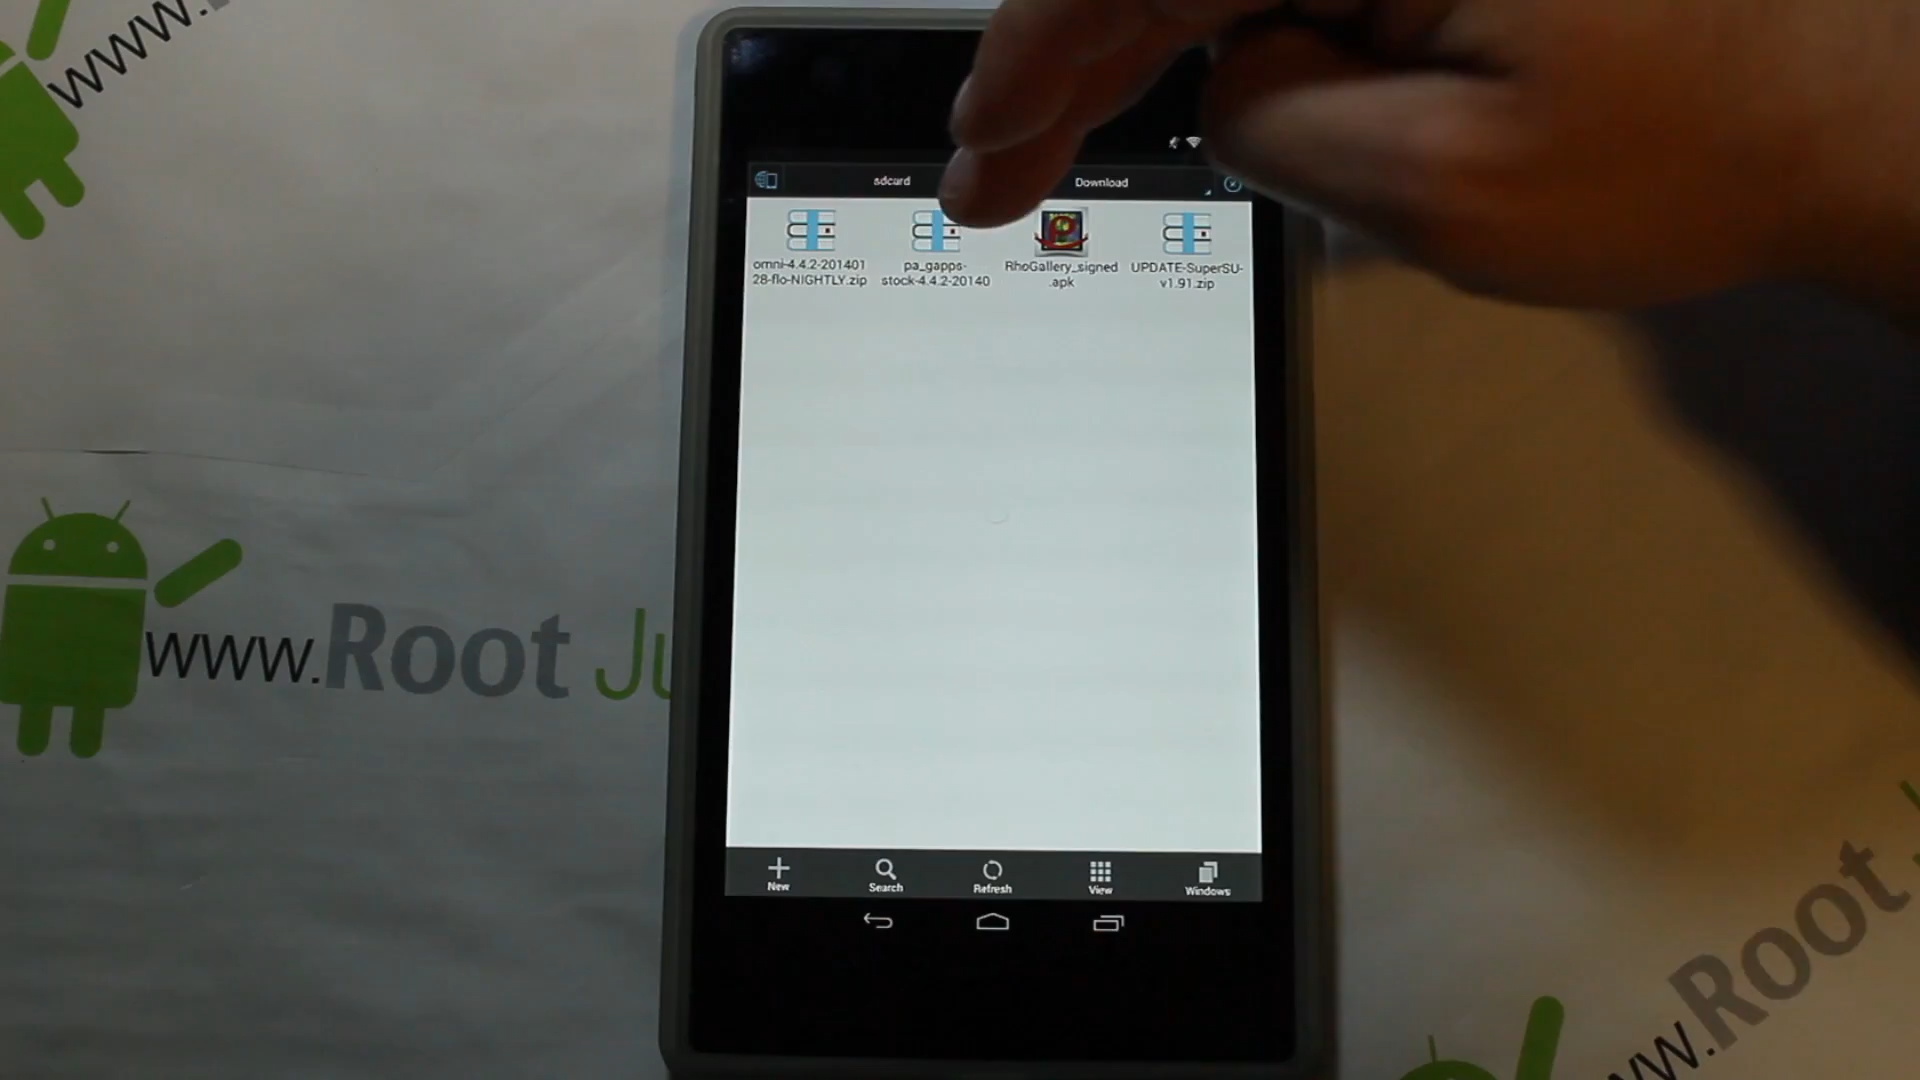 www.
sdcard
Download
omni-4.4.2-201401
28-flo-NIGHTLY.zip
pa_gapps-
stock-4.4.2-20140
RhoGallery_signed
.apk
UPDATE-SuperSU-
v1.91.zip
www.Root Ju
New
Search
Refresh
View
Windows
www.Root